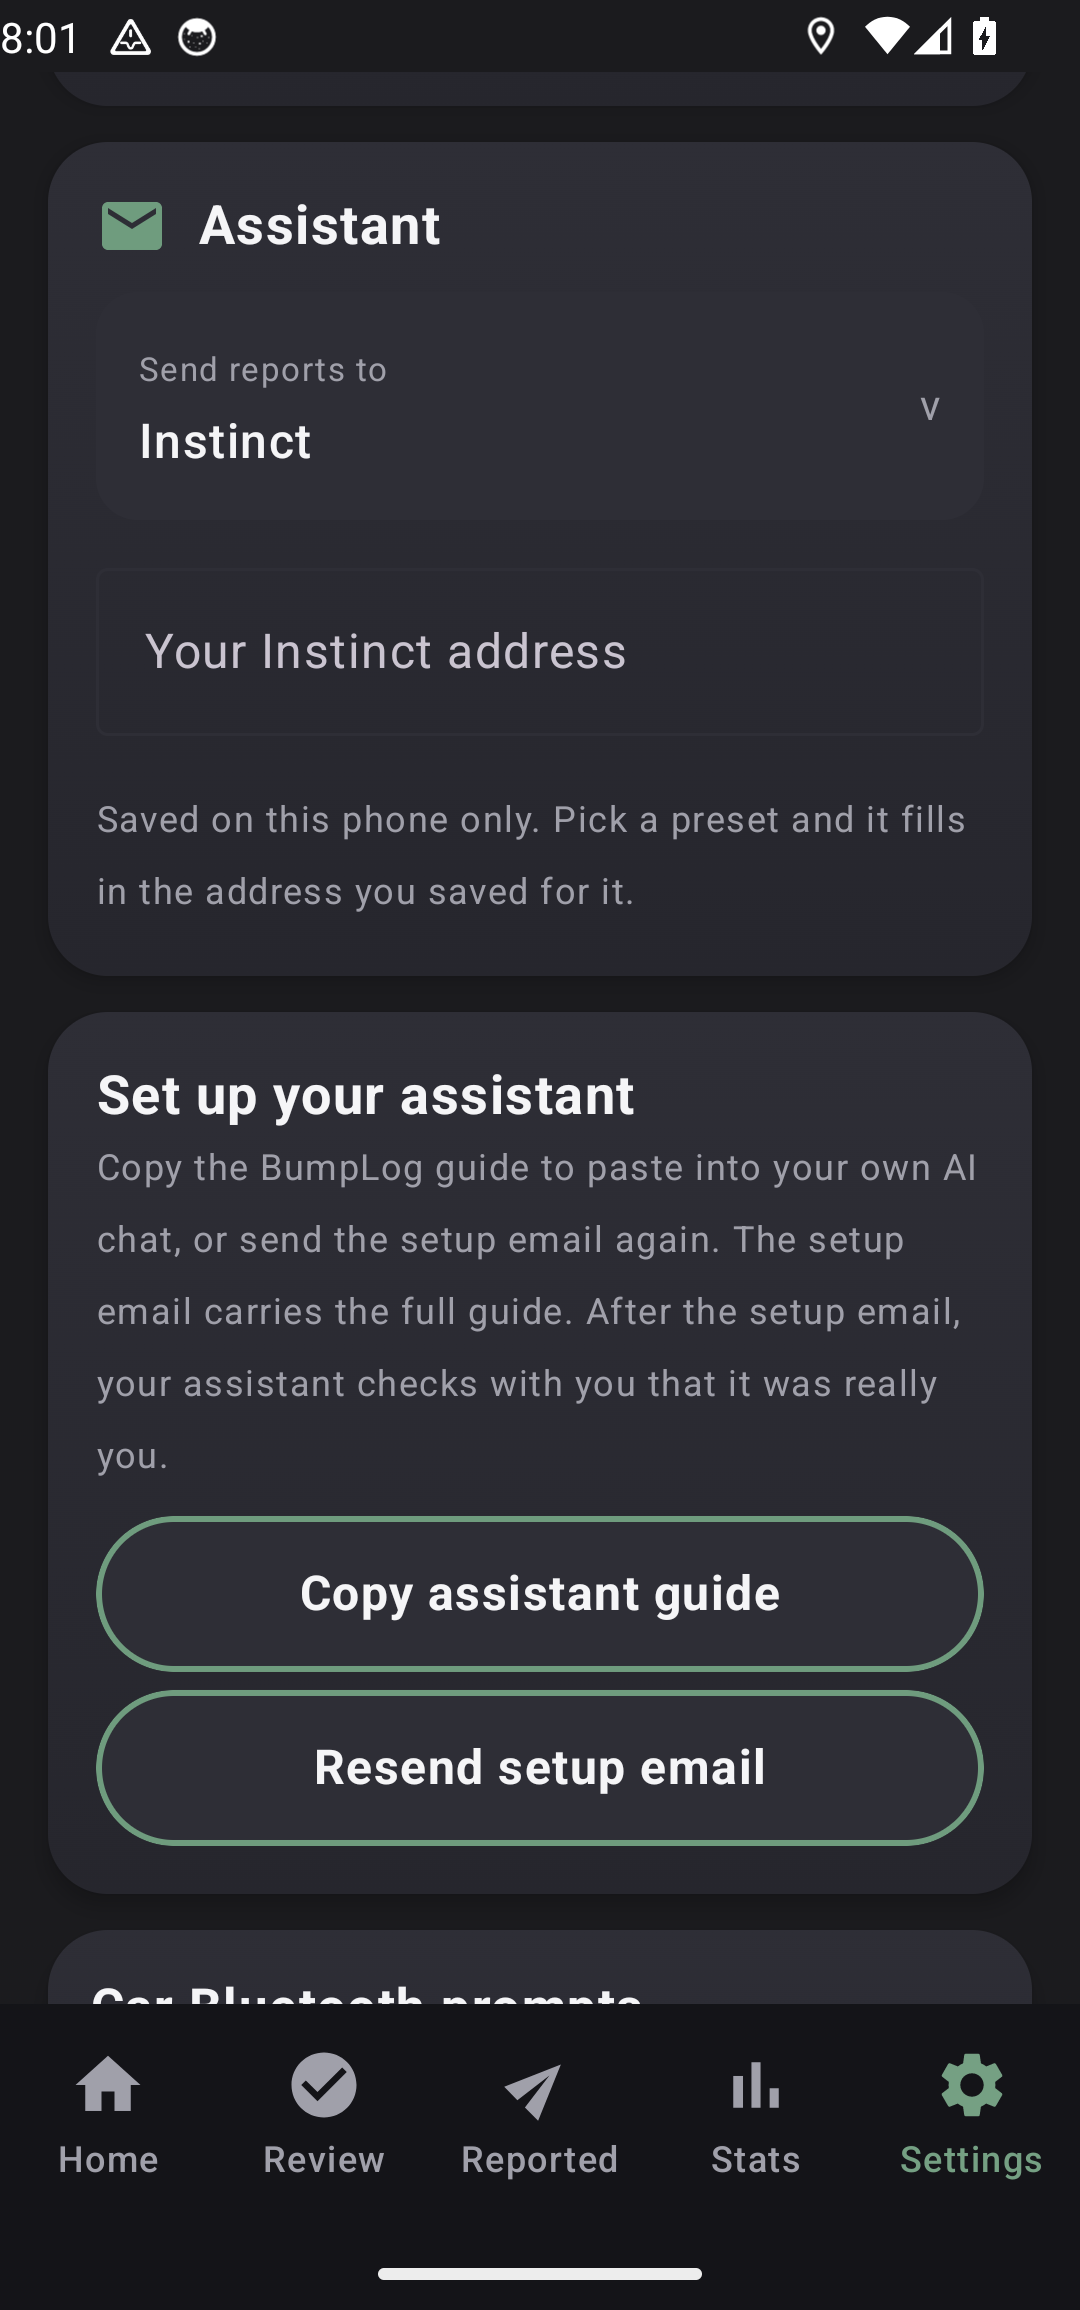 8:01
Assistant
Send reports to
Instinct
v
Your Instinct address
Saved on this phone only. Pick a preset and it fills
in the address you saved for it.
Set up your assistant
Copy the BumpLog guide to paste into your own AI
chat, or send the setup email again. The setup
email carries the full guide. After the setup email,
your assistant checks with you that it was really
you.
Copy assistant guide
Resend setup email
Car Bluetooth prompts
Home
Review
Reported
Stats
Settings